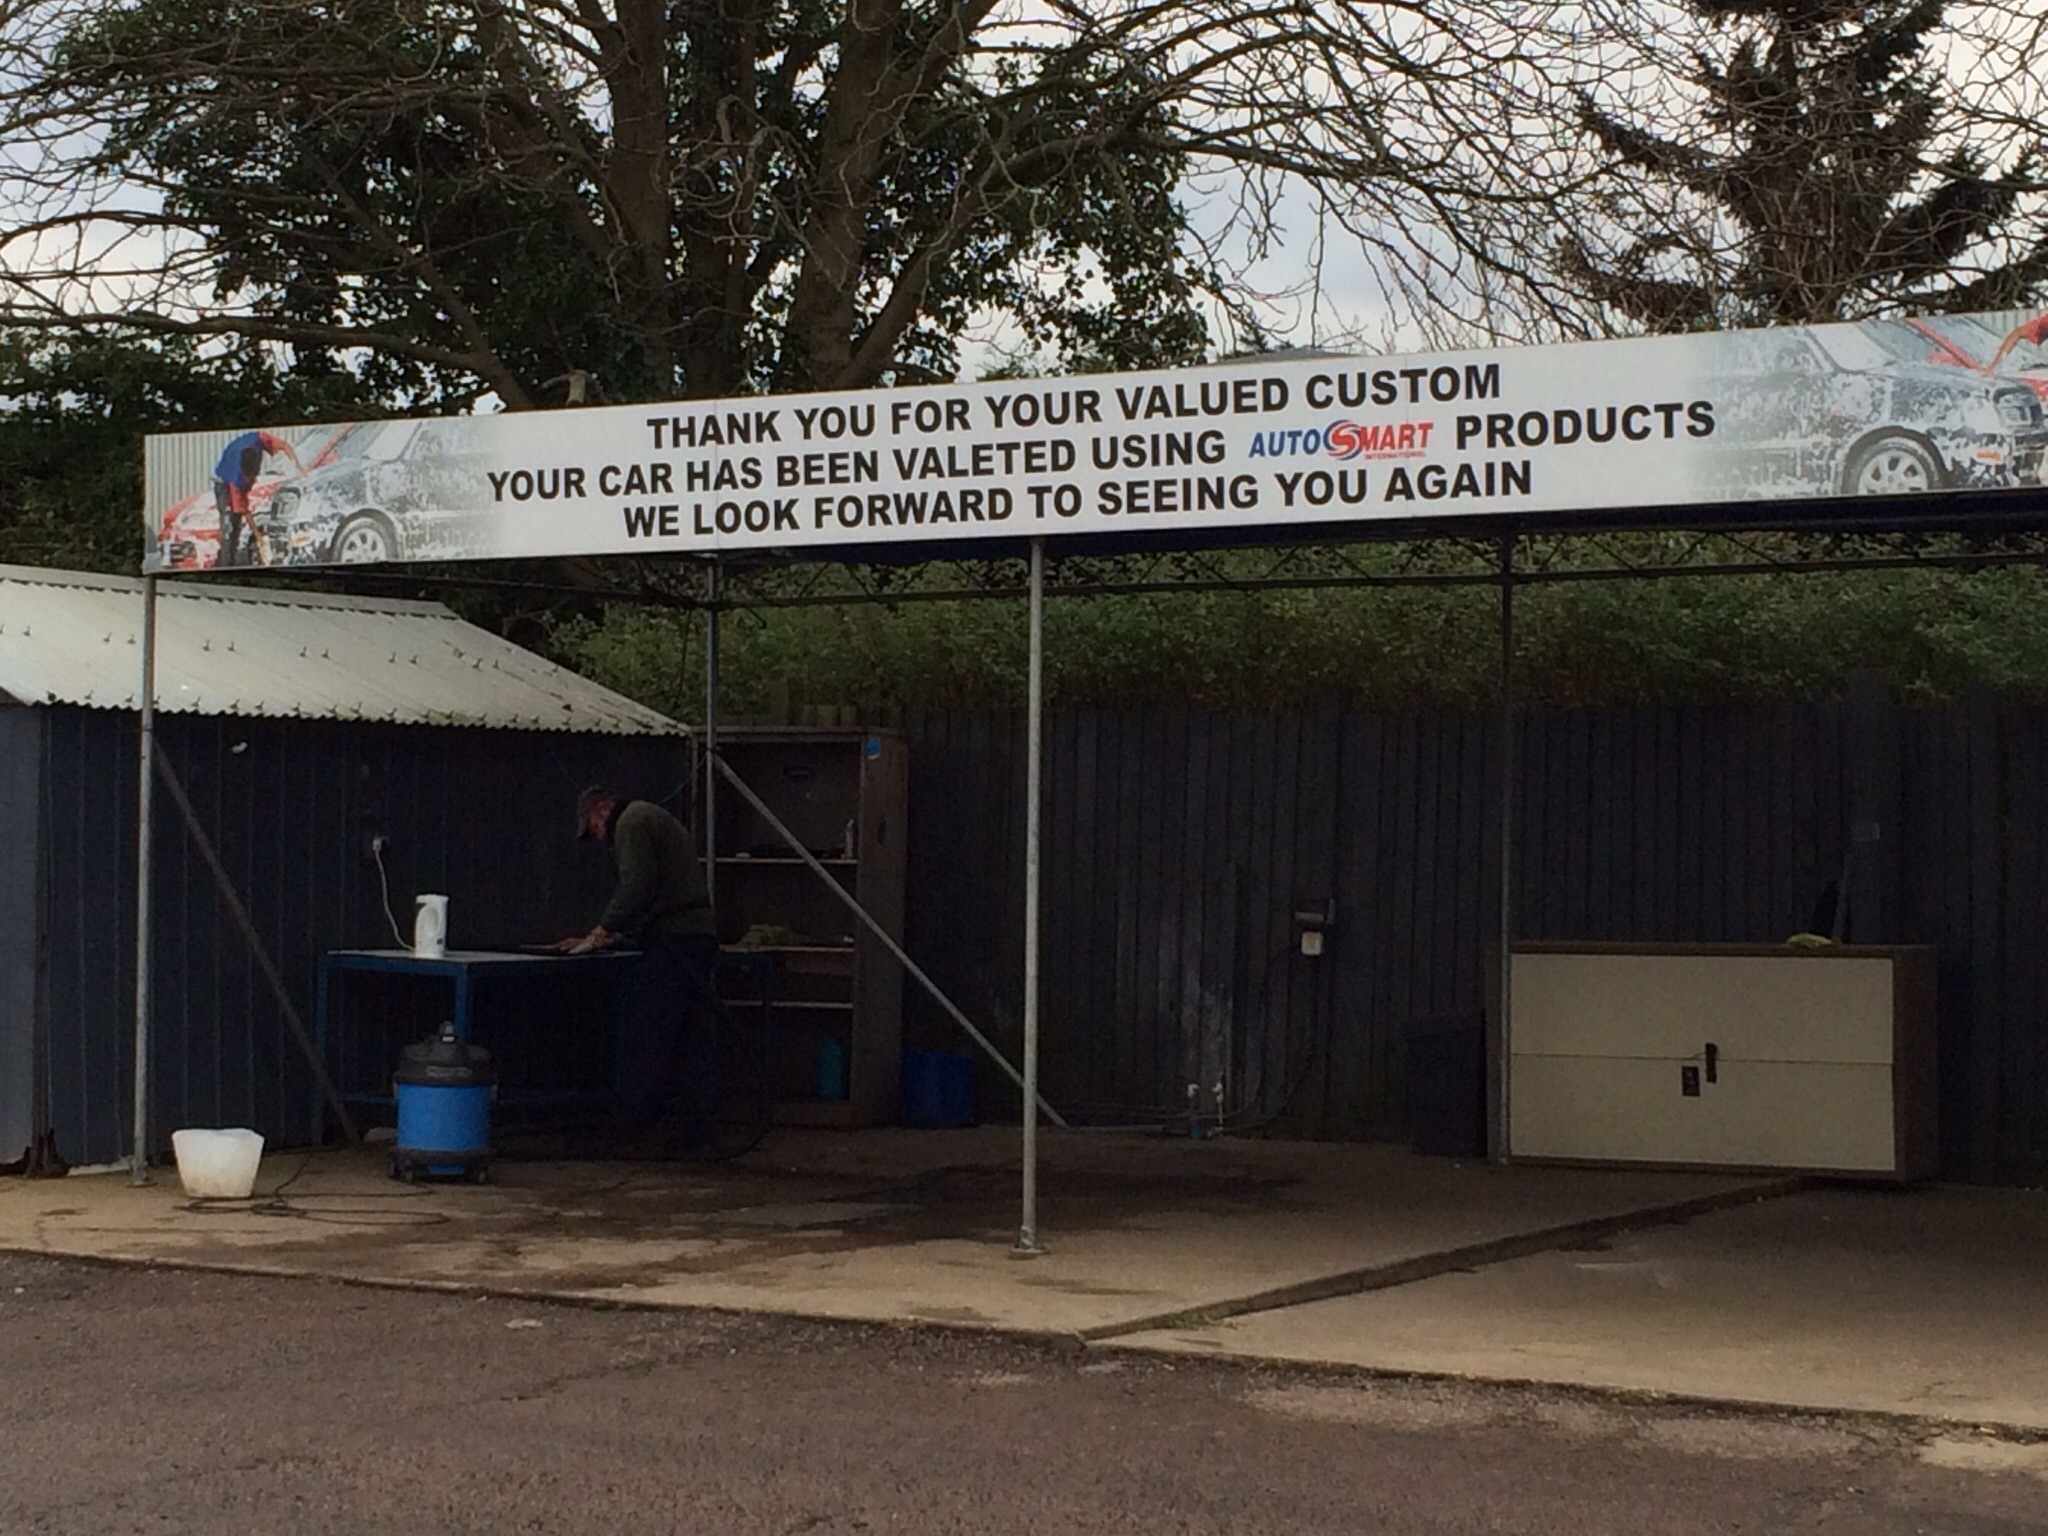 THANK YOU FOR YOUR VALUED CUSTOM
YOUR CAR HAS BEEN VALETED USING AUTOSMART INTERNATIONAL PRODUCTS
WE LOOK FORWARD TO SEEING YOU AGAIN